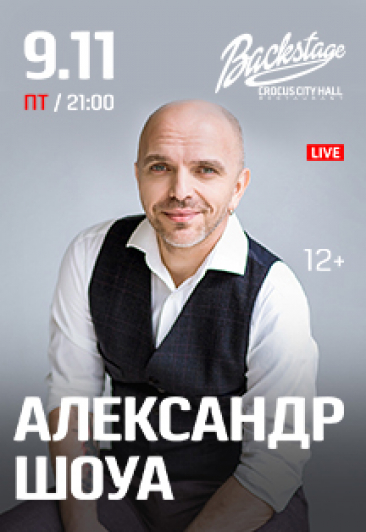 9.11
ПТ / 21:00
Backstage
CROCUS CITY HALL
RESTAURANT
LIVE
12+
АЛЕКСАНДР
ШОУА